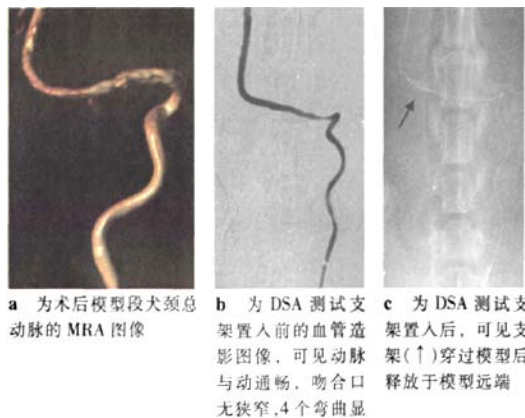 a 为术后模型段犬颈总
动脉的 MRA 图像
b 为 DSA 测试支
架置入前的血管造
影图像，可见动脉
与动通畅，吻合口
无狭窄，4 个弯曲显
c 为 DSA 测试支
架置入后，可见支
架(↑)穿过模型后
释放于模型远端